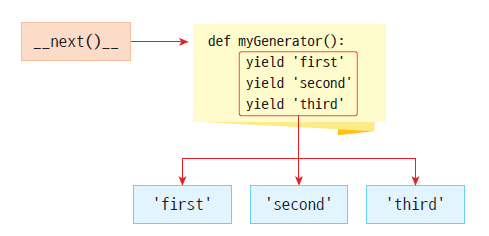 __next()__
def myGenerator():
yield 'first'
yield 'second'
yield 'third'
'first'
'second'
'third'